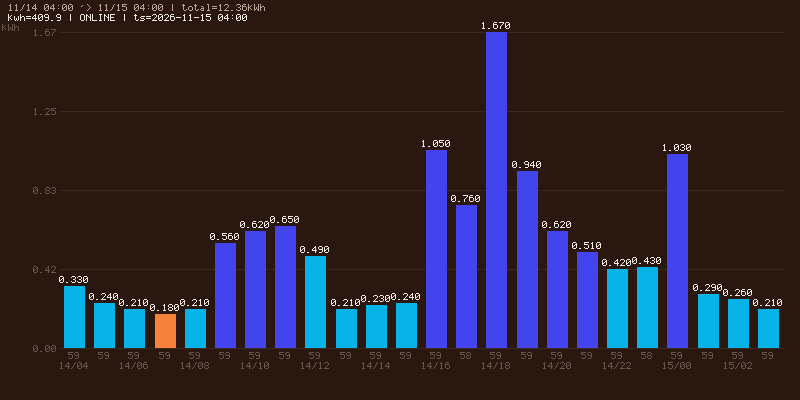 11/14 04:00 -> 11/15 04:00 | total=12.36kWh
Kwh=409.9 | ONLINE | ts=2026-11-15 04:00
kWh
1.67
1.25
0.83
0.42
0.00
0.330 0.240 0.210 0.180 0.210 0.560 0.620 0.650 0.490 0.210 0.230 0.240 1.050 0.760 1.670 0.940 0.620 0.510 0.420 0.430 1.030 0.290 0.260 0.210
59 59 59 59 59 59 59 59 59 59 59 59 59 58 59 59 59 59 59 58 59 59 59 59
14/04 14/06 14/08 14/10 14/12 14/14 14/16 14/18 14/20 14/22 15/00 15/02